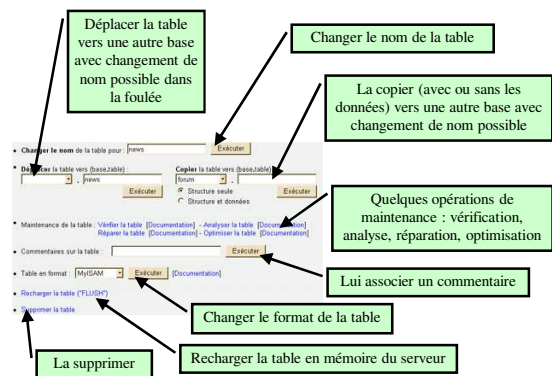 Déplacer la table
vers une autre base
avec changement de
nom possible dans
la foulée
Changer le nom de la table
La copier (avec ou sans les
données) vers une autre base avec
changement de nom possible
• Changer le nom de la table pour : news Exécuter
• Déplacer la table vers (base.table) :
. news
Exécuter
Copier la table vers (base.table) :
forum .
Structure seule Exécuter
Structure et données
• Maintenance de la table : Vérifier la table [Documentation] - Analyser la table [Documentation]
Réparer la table [Documentation] - Optimiser la table [Documentation]
Quelques opérations de
maintenance : vérification,
analyse, réparation, optimisation
• Commentaires sur la table : Exécuter
Lui associer un commentaire
• Table en format : MyISAM Exécuter [Documentation]
Changer le format de la table
• Recharger la table ("FLUSH")
• Supprimer la table
La supprimer
Recharger la table en mémoire du serveur